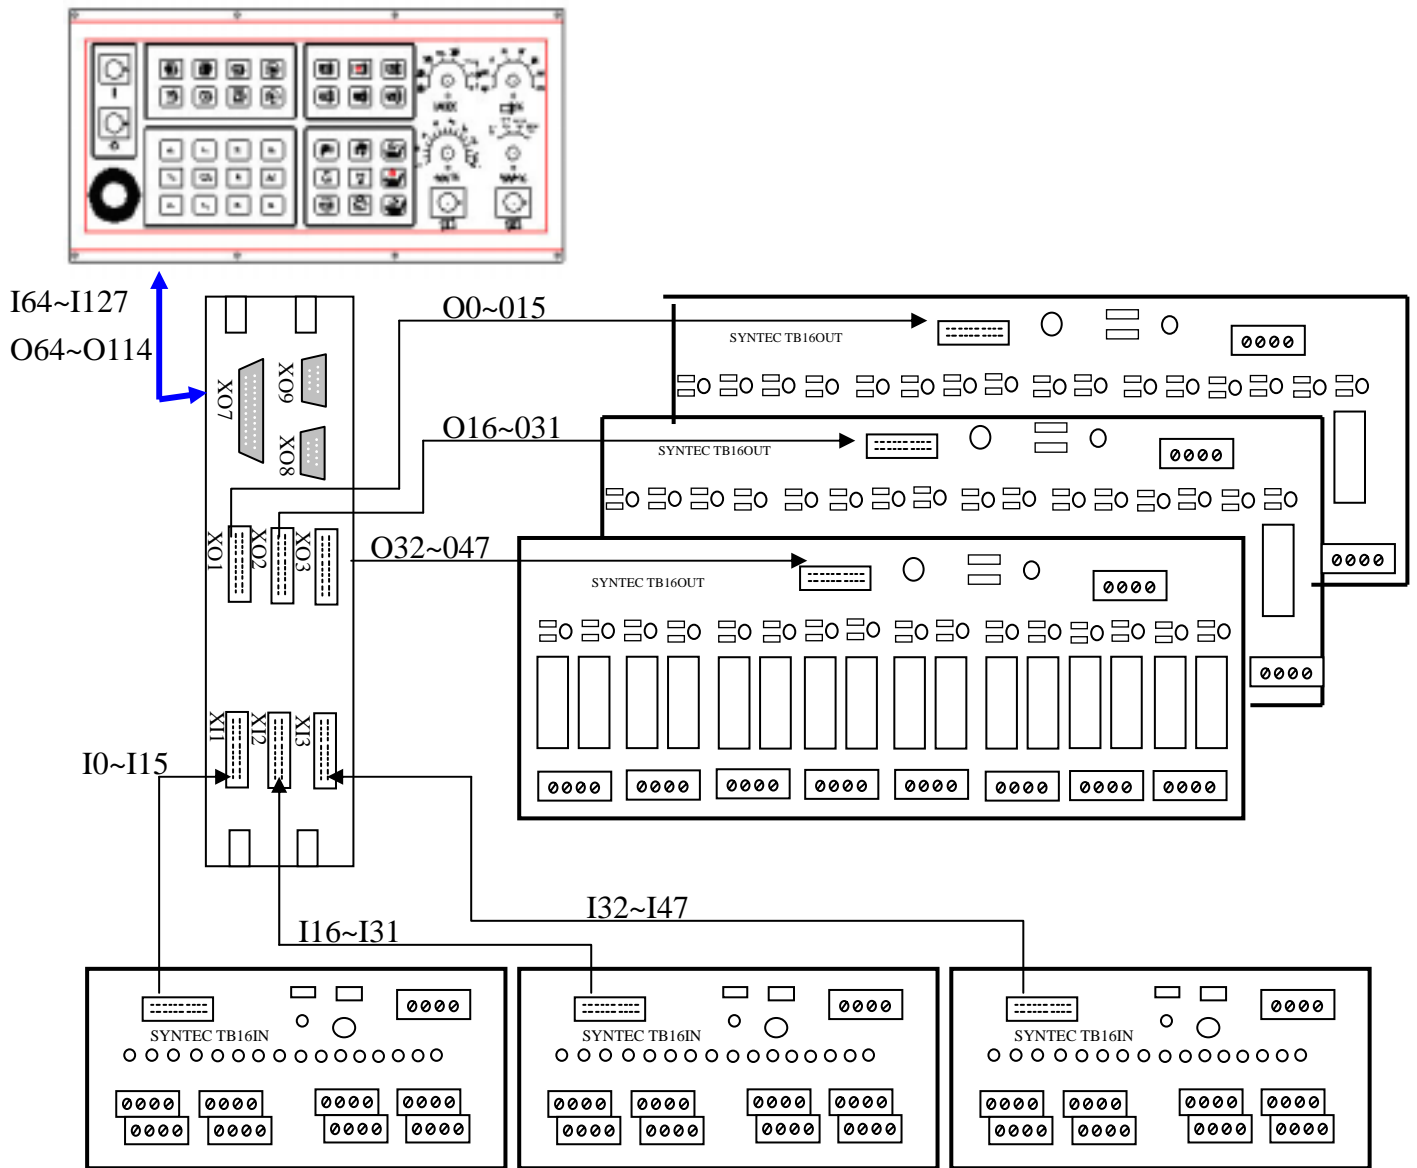 I64~I127
O64~O114
O0~015
SYNTEC TB16OUT
XO7
XO9
XO8
O16~031
SYNTEC TB16OUT
XO1
XO2
XO3
O32~047
SYNTEC TB16OUT
XI1
XI2
XI3
I0~I15
I16~I31
I32~I47
SYNTEC TB16IN
SYNTEC TB16IN
SYNTEC TB16IN